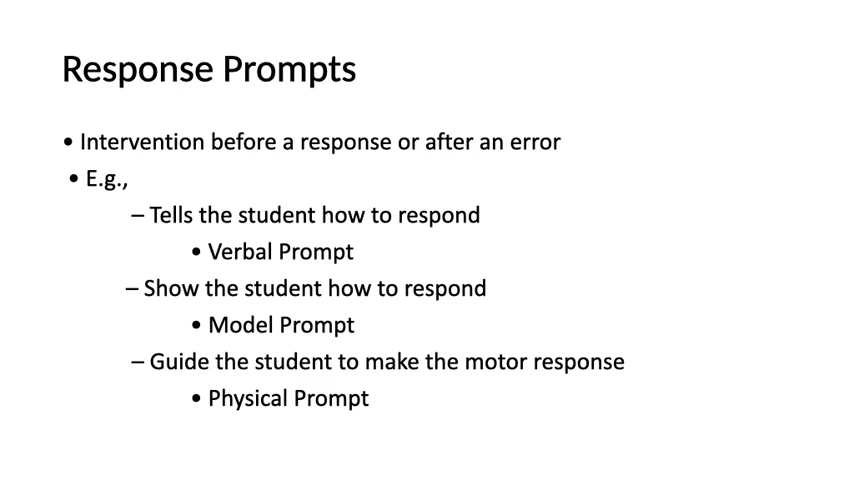 Response Prompts
• Intervention before a response or after an error
• E.g.,
– Tells the student how to respond
• Verbal Prompt
– Show the student how to respond
• Model Prompt
– Guide the student to make the motor response
• Physical Prompt